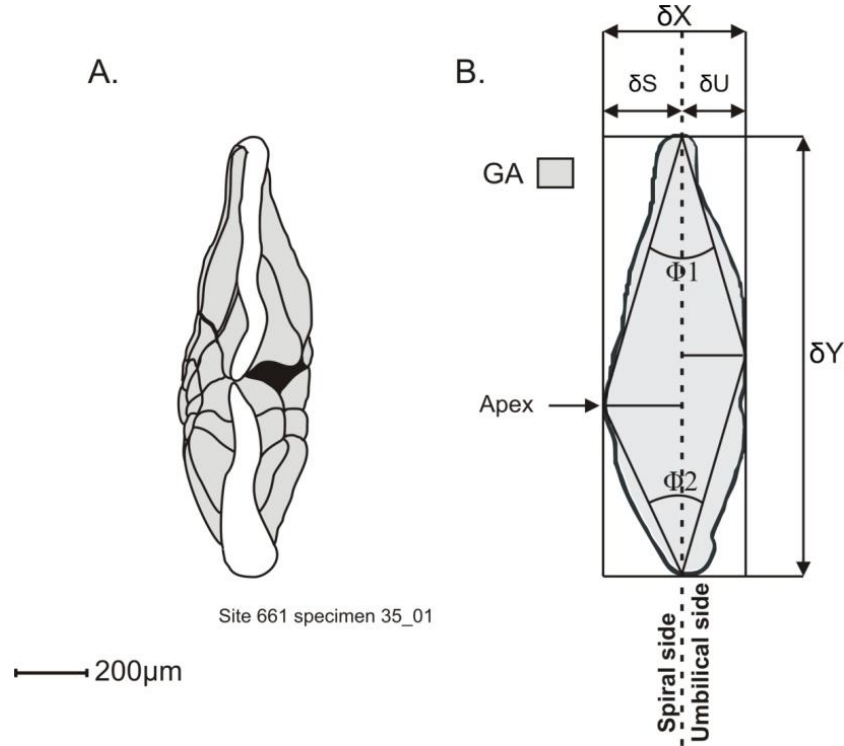 A.
B.
δX
δS
δU
GA
Φ1
δY
Apex
Φ2
Site 661 specimen 35_01
200μm
Spiral side
Umbilical side